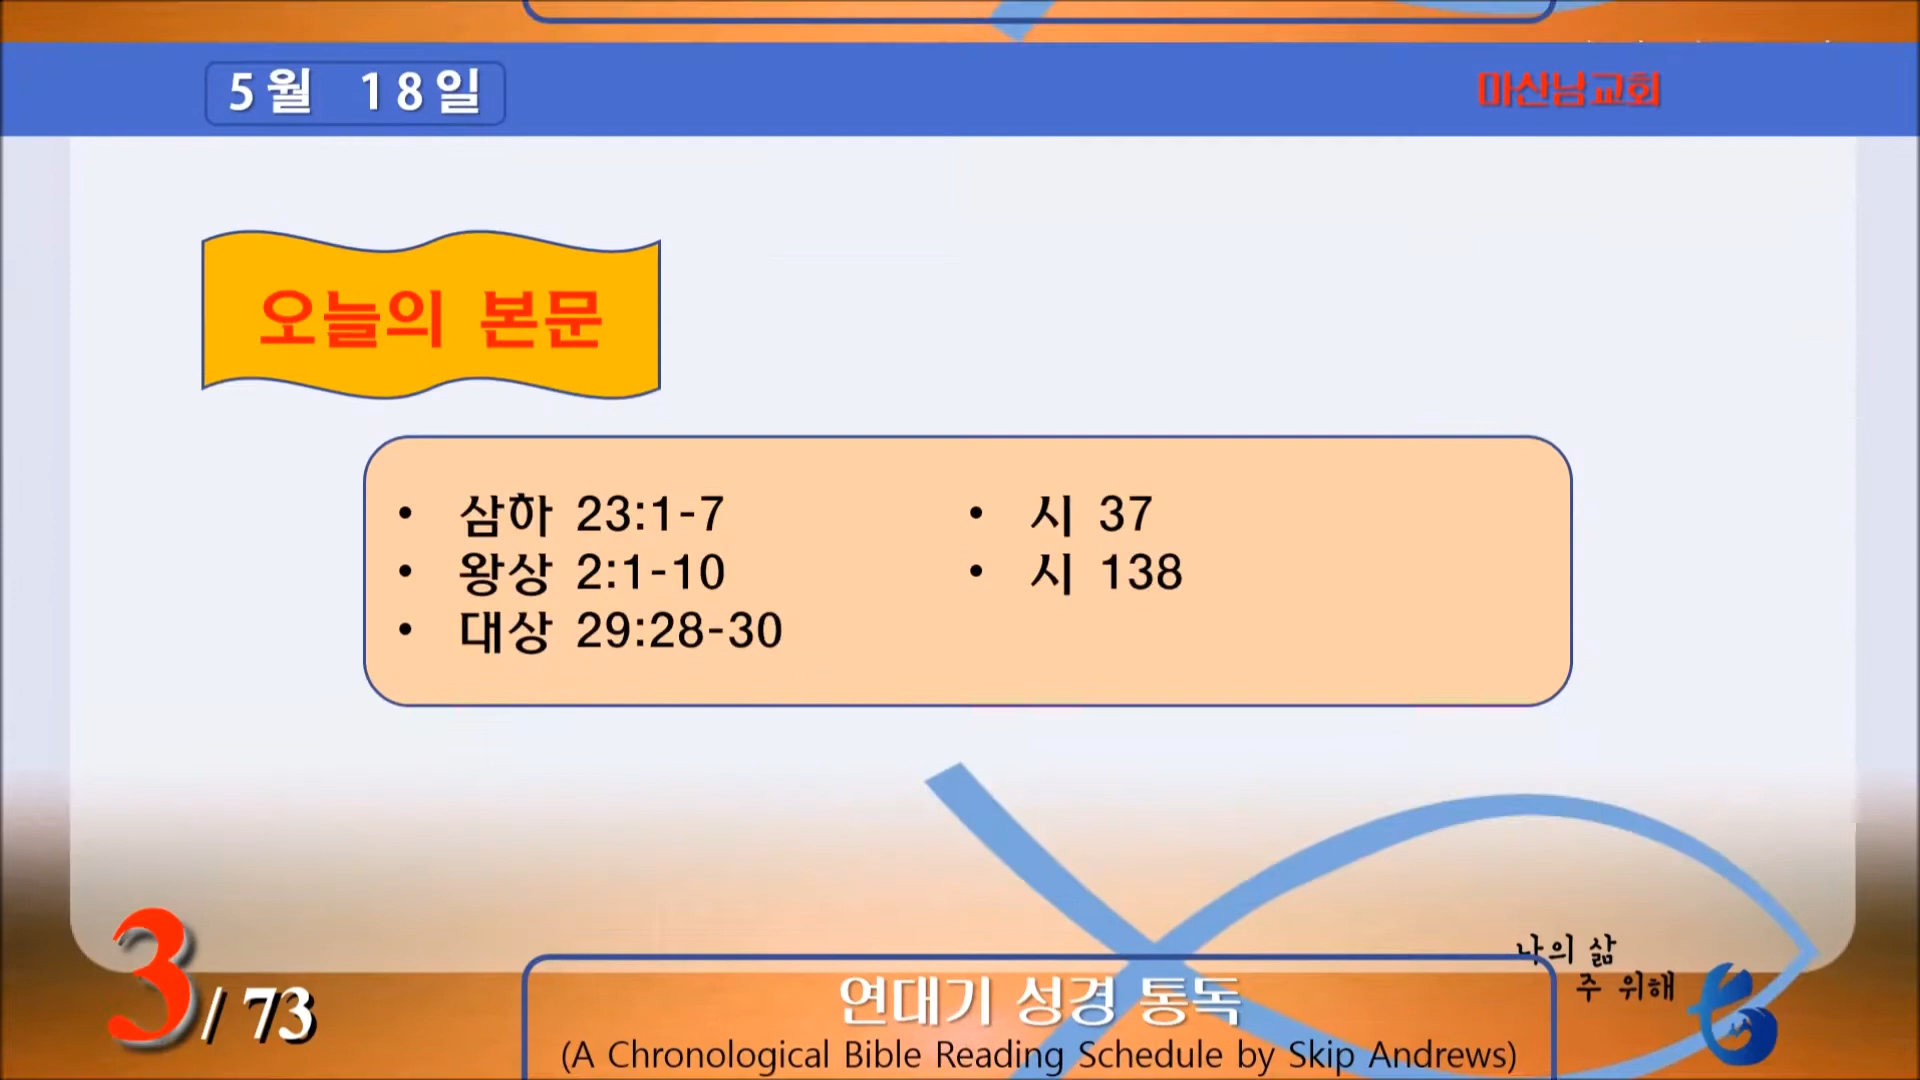 5월 18일
마산남교회
오늘의 본문
• 삼하 23:1-7
• 왕상 2:1-10
• 대상 29:28-30
• 시 37
• 시 138
나의 삶
주 위해
3/ 73
연대기 성경 통독
(A Chronological Bible Reading Schedule by Skip Andrews)